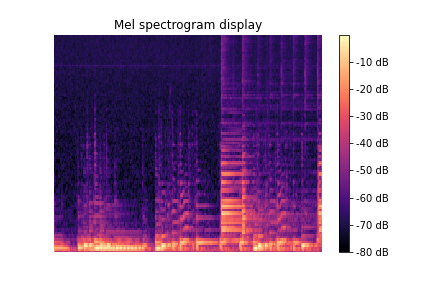 Mel spectrogram display
-10 dB
-20 dB
-30 dB
-40 dB
-50 dB
-60 dB
-70 dB
-80 dB